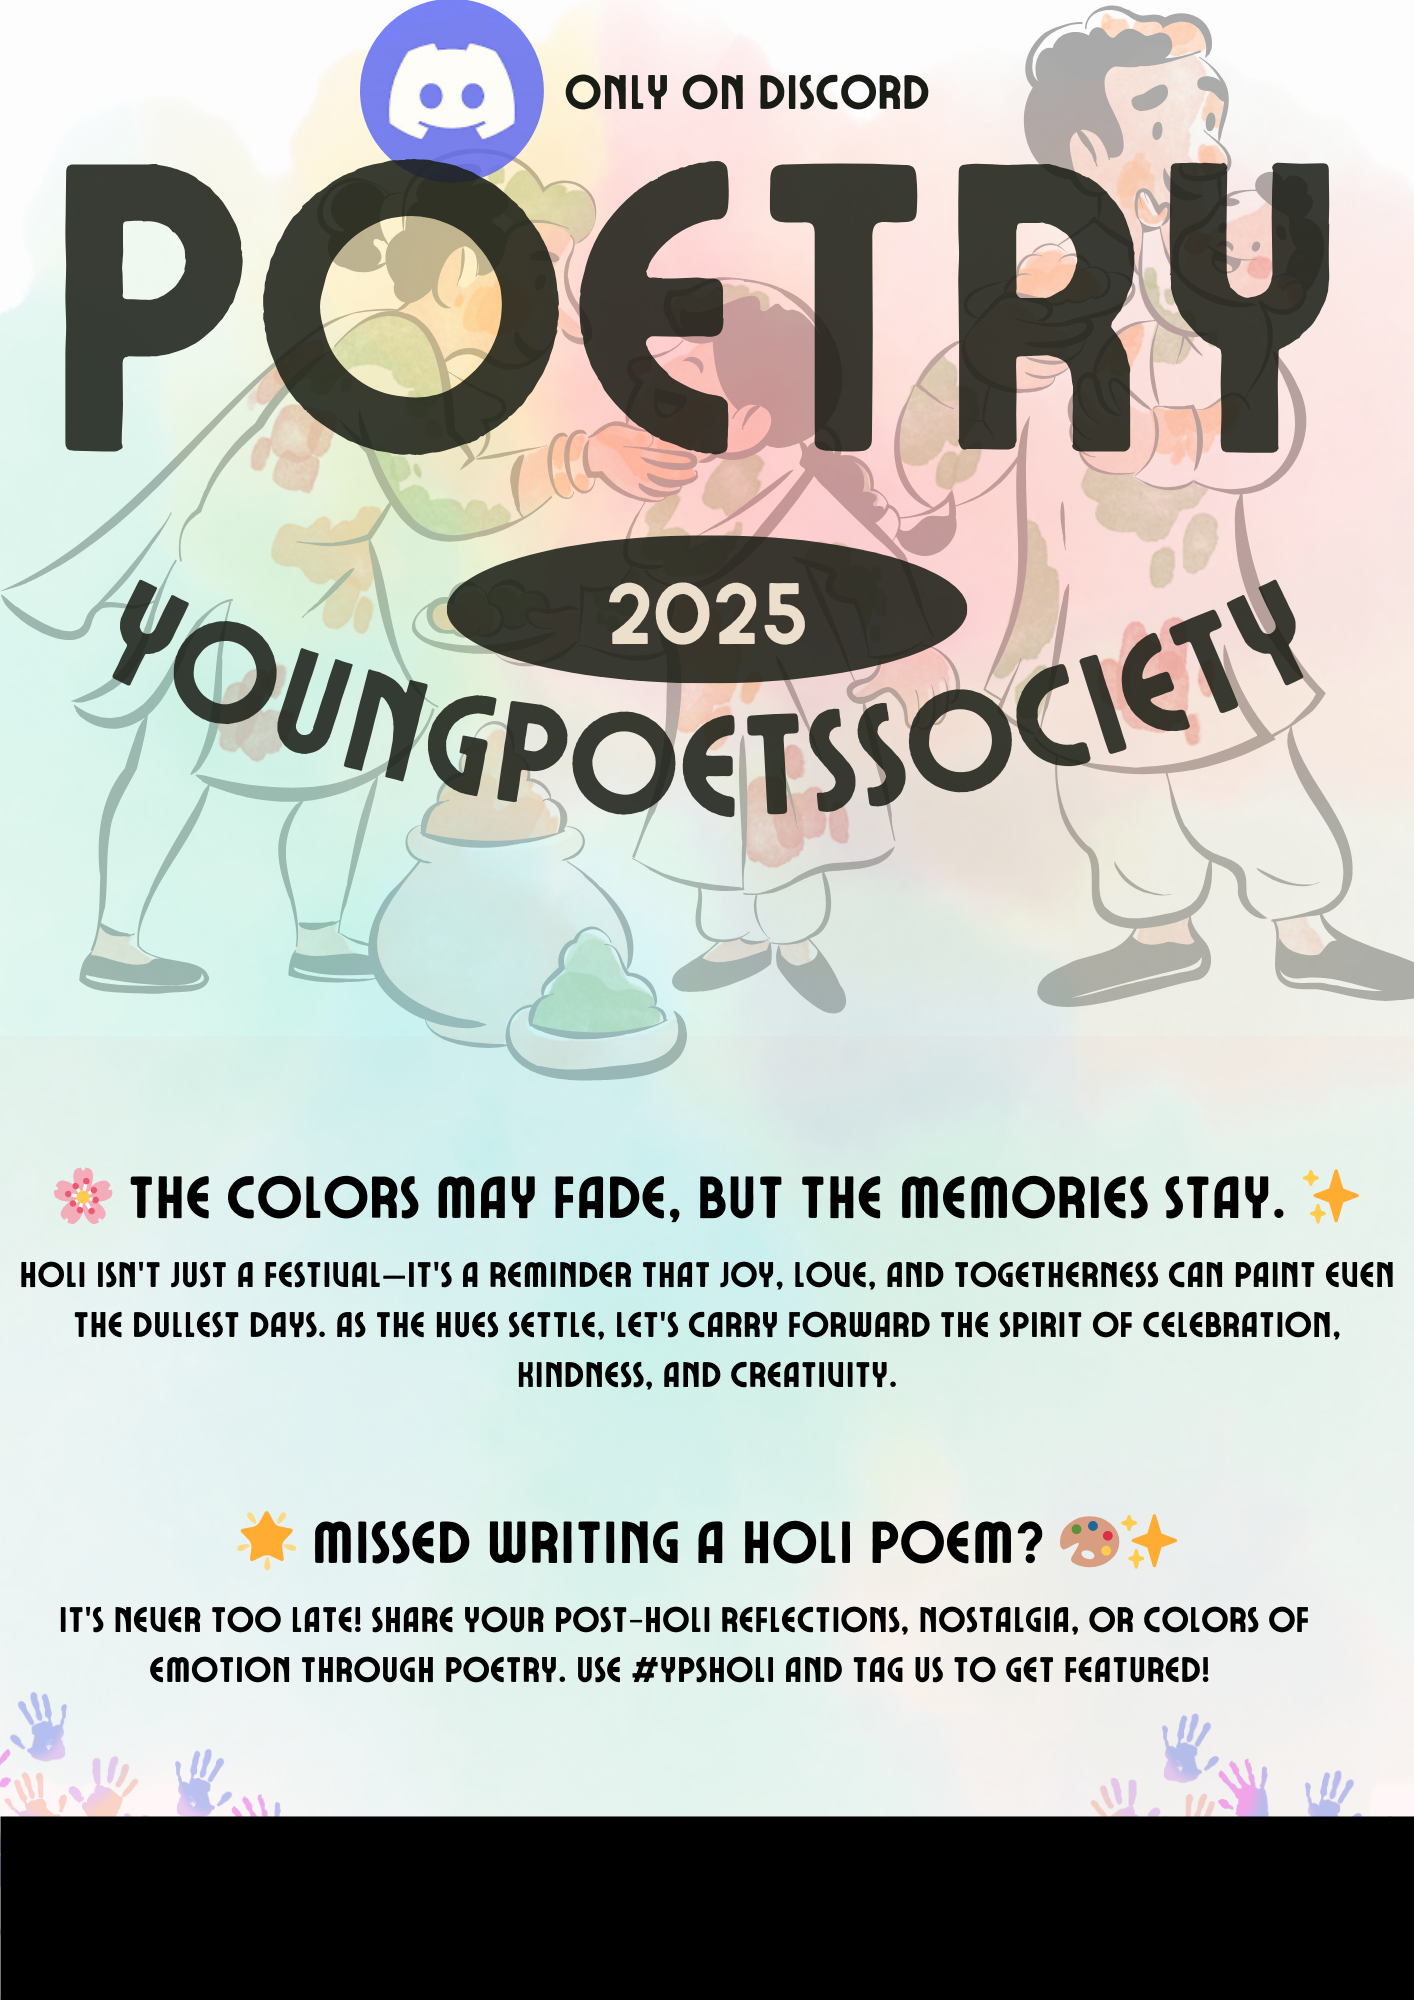 ONLY ON DISCORD
POETRY
2025
YOUNGPOETSSOCIETY
🌸 THE COLORS MAY FADE, BUT THE MEMORIES STAY. ✨
HOLI ISN'T JUST A FESTIVAL—IT'S A REMINDER THAT JOY, LOVE, AND TOGETHERNESS CAN PAINT EVEN
THE DULLEST DAYS. AS THE HUES SETTLE, LET'S CARRY FORWARD THE SPIRIT OF CELEBRATION,
KINDNESS, AND CREATIVITY.
🌟 MISSED WRITING A HOLI POEM? 🎨✨
IT'S NEVER TOO LATE! SHARE YOUR POST-HOLI REFLECTIONS, NOSTALGIA, OR COLORS OF
EMOTION THROUGH POETRY. USE #YPSHOLI AND TAG US TO GET FEATURED!